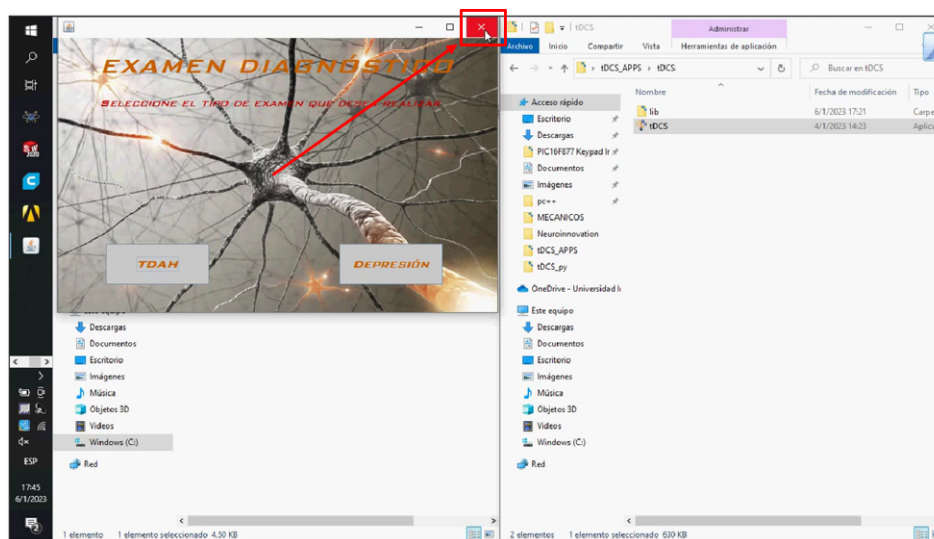 tDCS
Administrar
Archivo Inicio Compartir Vista Herramientas de aplicación
tDCS_APPS › tDCS
Buscar en tDCS
EXAMEN DIAGNÓSTICO
SELECCIONE EL TIPO DE EXAMEN QUE DESEA REALIZAR
TDAH
DEPRESIÓN
Descargas
Documentos
Escritorio
Imágenes
Música
Objetos 3D
Videos
Windows (C:)
Red
1 elemento 1 elemento seleccionado 4.50 KB
ESP
17:45
6/1/2023
Nombre Fecha de modificación Tipo
lib 6/1/2023 17:21 Carpe
tDCS 4/1/2023 14:23 Aplica
Acceso rápido
Escritorio
Descargas
PIC16F877 Keypad Ir
Documentos
Imágenes
pc++
MECANICOS
Neuroinnovation
tDCS_APPS
tDCS_py
OneDrive - Universidad Ir
Este equipo
Descargas
Documentos
Escritorio
Imágenes
Música
Objetos 3D
Videos
Windows (C:)
Red
2 elementos 1 elemento seleccionado 630 KB